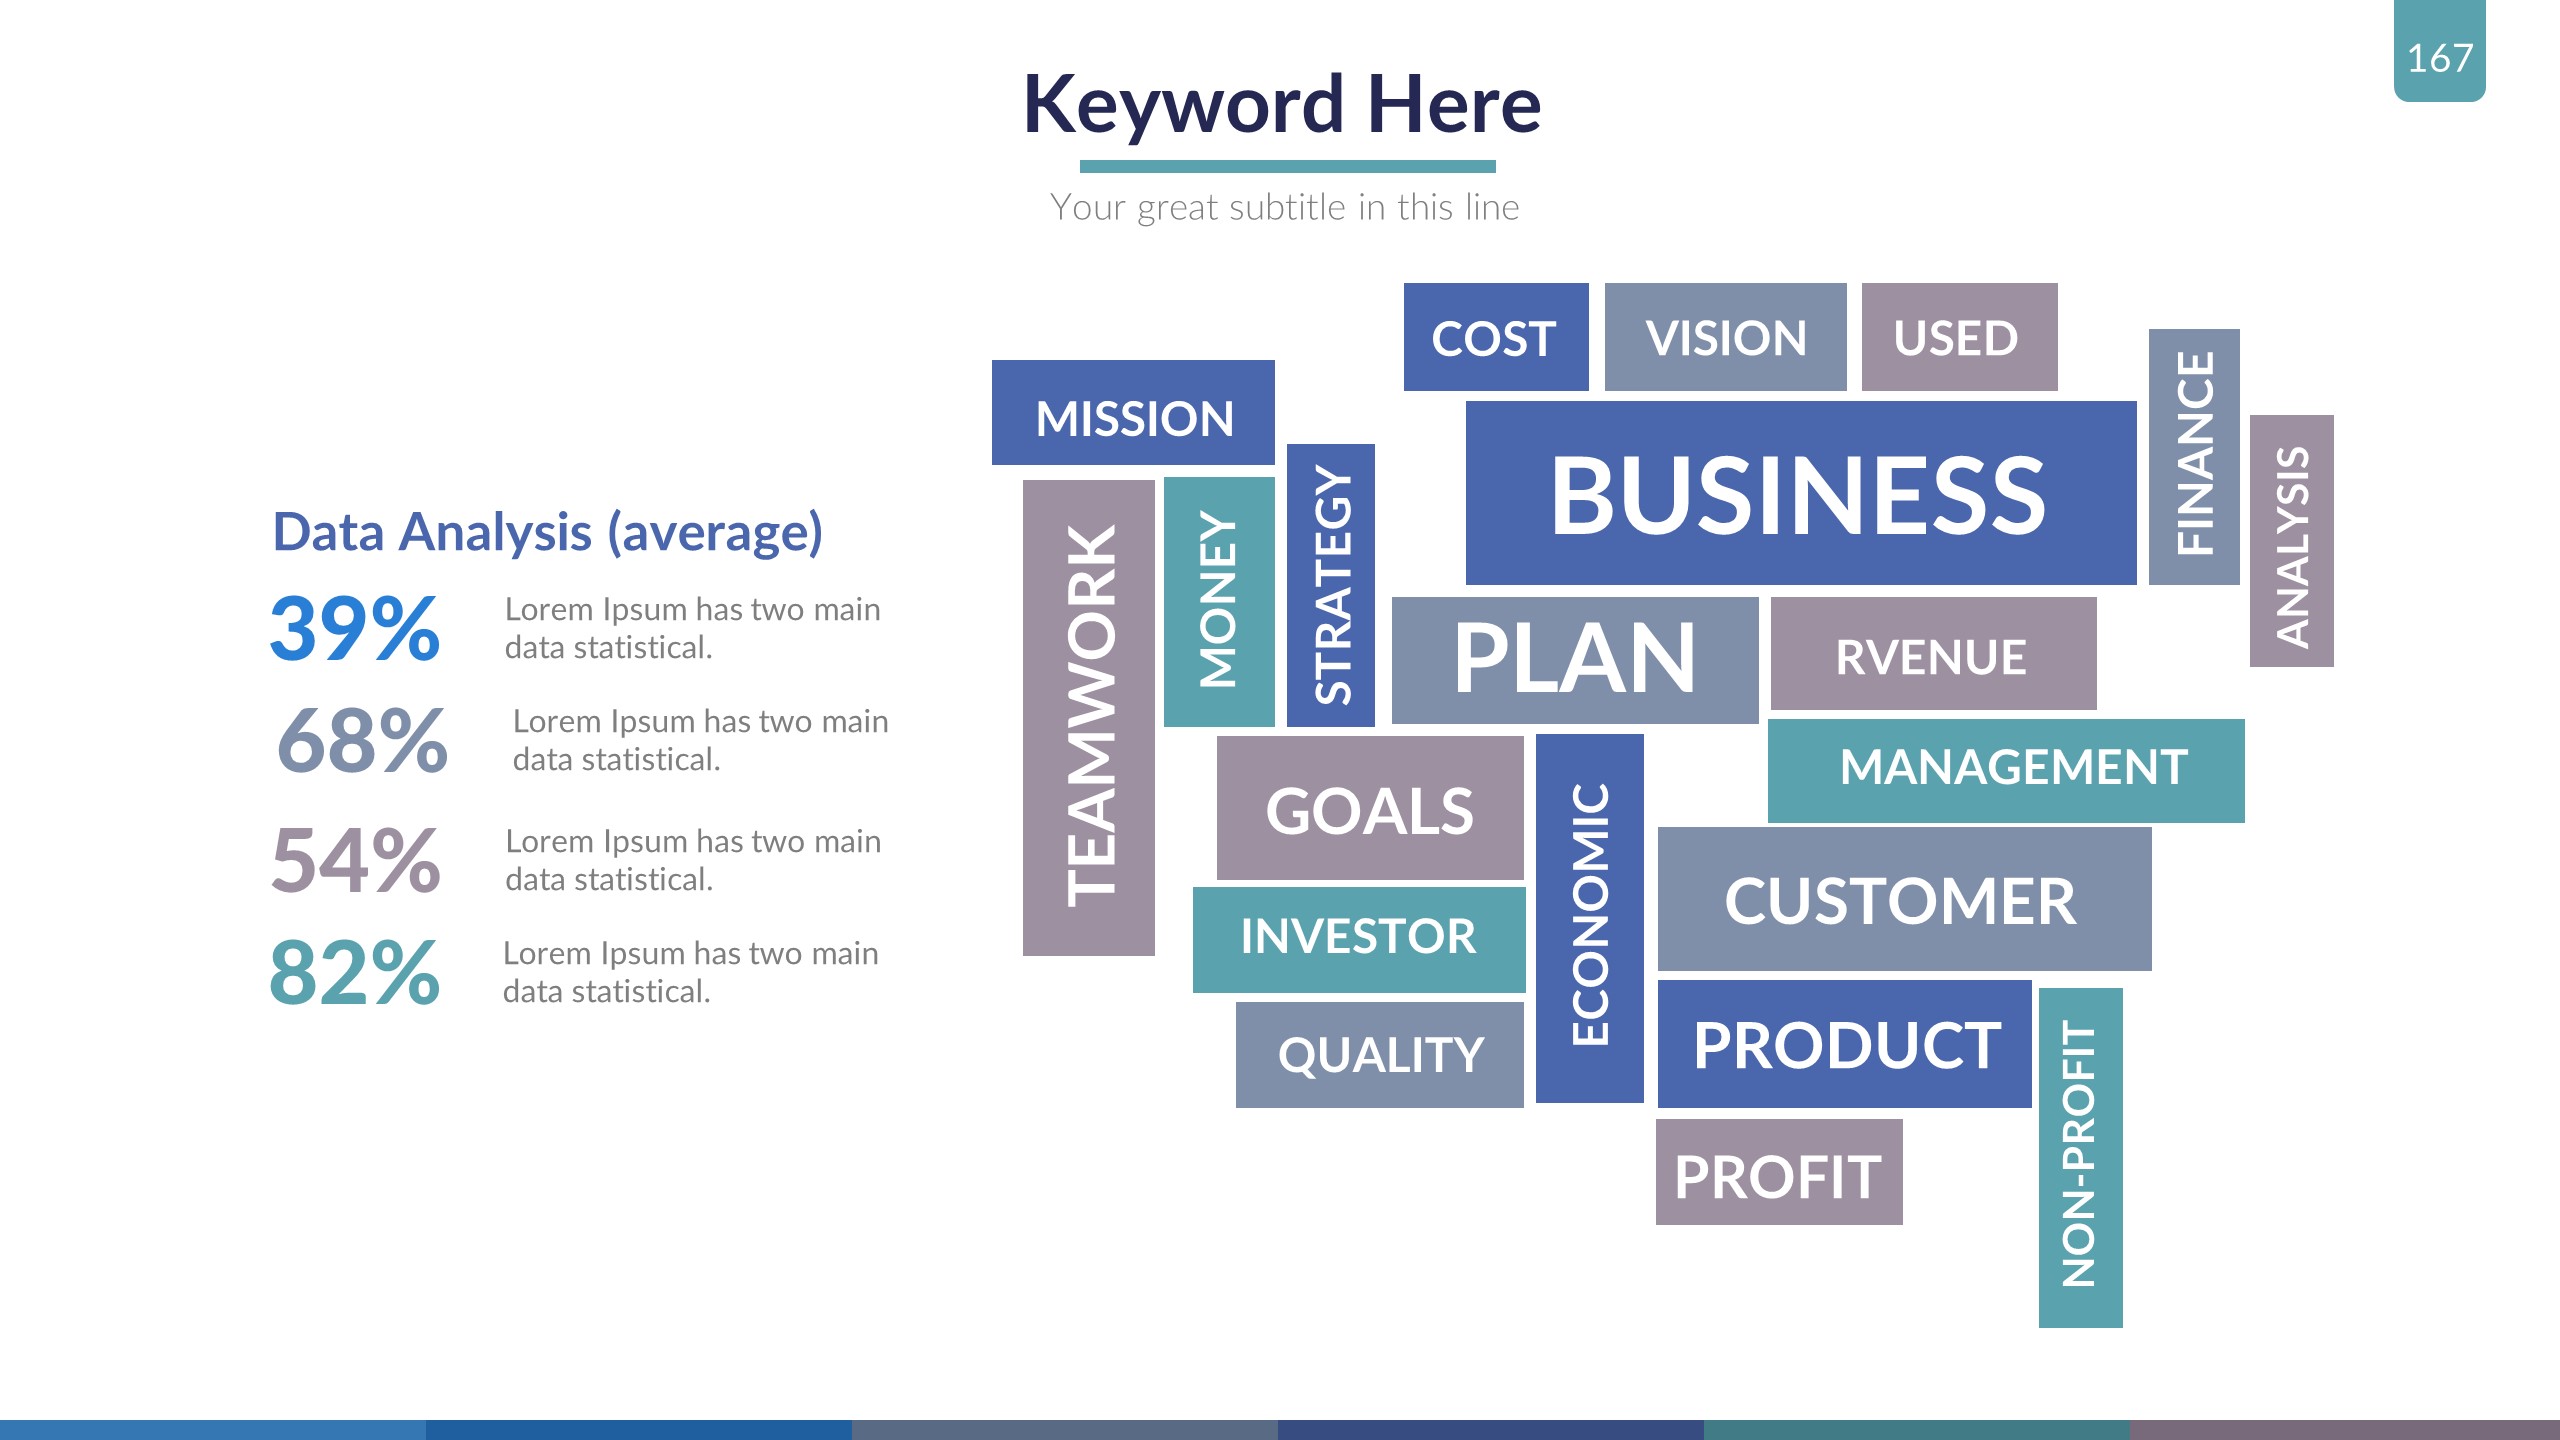 167
Keyword Here
Your great subtitle in this line
Data Analysis (average)
39%
Lorem Ipsum has two main
data statistical.
68%
Lorem Ipsum has two main
data statistical.
54%
Lorem Ipsum has two main
data statistical.
82%
Lorem Ipsum has two main
data statistical.
COST
VISION
USED
MISSION
FINANCE
BUSINESS
ANALYSIS
TEAMWORK
MONEY
STRATEGY
PLAN
RVENUE
MANAGEMENT
GOALS
ECONOMIC
CUSTOMER
INVESTOR
QUALITY
PRODUCT
NON-PROFIT
PROFIT